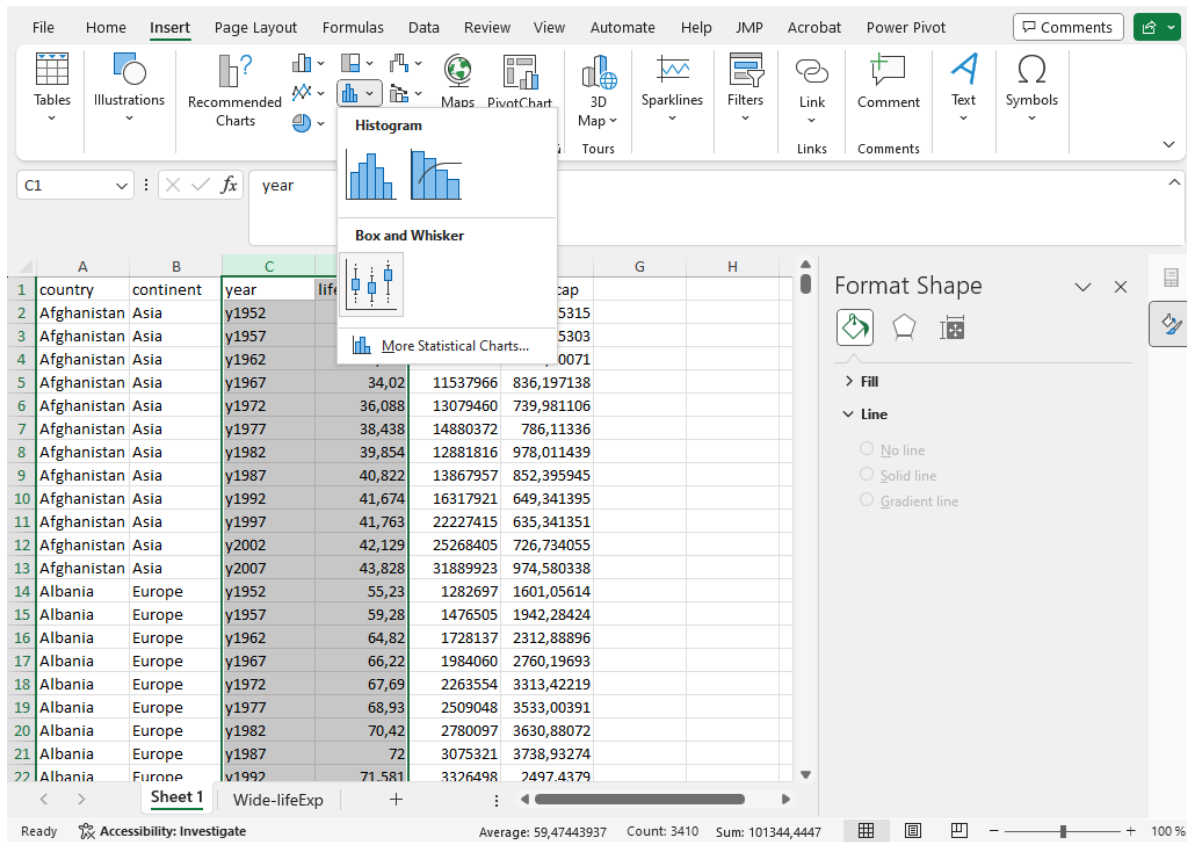 File Home Insert Page Layout Formulas Data Review View Automate Help JMP Acrobat Power Pivot Comments
Tables
Illustrations
Recommended
Charts
Maps PivotChart
3D
Map
Sparklines
Filters
Link
Comment
Text
Symbols
Tours
Links
Comments
Histogram
Box and Whisker
More Statistical Charts...
C1 fx year
A B C G H
1 country continent year life cap
2 Afghanistan Asia y1952 5315
3 Afghanistan Asia y1957 5303
4 Afghanistan Asia y1962 0071
5 Afghanistan Asia y1967 34,02 11537966 836,197138
6 Afghanistan Asia y1972 36,088 13079460 739,981106
7 Afghanistan Asia y1977 38,438 14880372 786,11336
8 Afghanistan Asia y1982 39,854 12881816 978,011439
9 Afghanistan Asia y1987 40,822 13867957 852,395945
10 Afghanistan Asia y1992 41,674 16317921 649,341395
11 Afghanistan Asia y1997 41,763 22227415 635,341351
12 Afghanistan Asia y2002 42,129 25268405 726,734055
13 Afghanistan Asia y2007 43,828 31889923 974,580338
14 Albania Europe y1952 55,23 1282697 1601,05614
15 Albania Europe y1957 59,28 1476505 1942,28424
16 Albania Europe y1962 64,82 1728137 2312,88896
17 Albania Europe y1967 66,22 1984060 2760,19693
18 Albania Europe y1972 67,69 2263554 3313,42219
19 Albania Europe y1977 68,93 2509048 3533,00391
20 Albania Europe y1982 70,42 2780097 3630,88072
21 Albania Europe y1987 72 3075321 3738,93274
22 Albania Europe y1992 71,581 3326498 2497,4379
Format Shape
Fill
Line
No line
Solid line
Gradient line
Sheet 1 Wide-lifeExp
Ready Accessibility: Investigate Average: 59,47443937 Count: 3410 Sum: 101344,4447 100 %